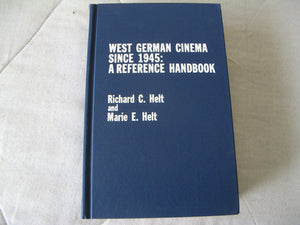 WEST GERMAN CINEMA
SINCE 1945:
A REFERENCE HANDBOOK
Richard C. Helt
and
Marie E. Helt